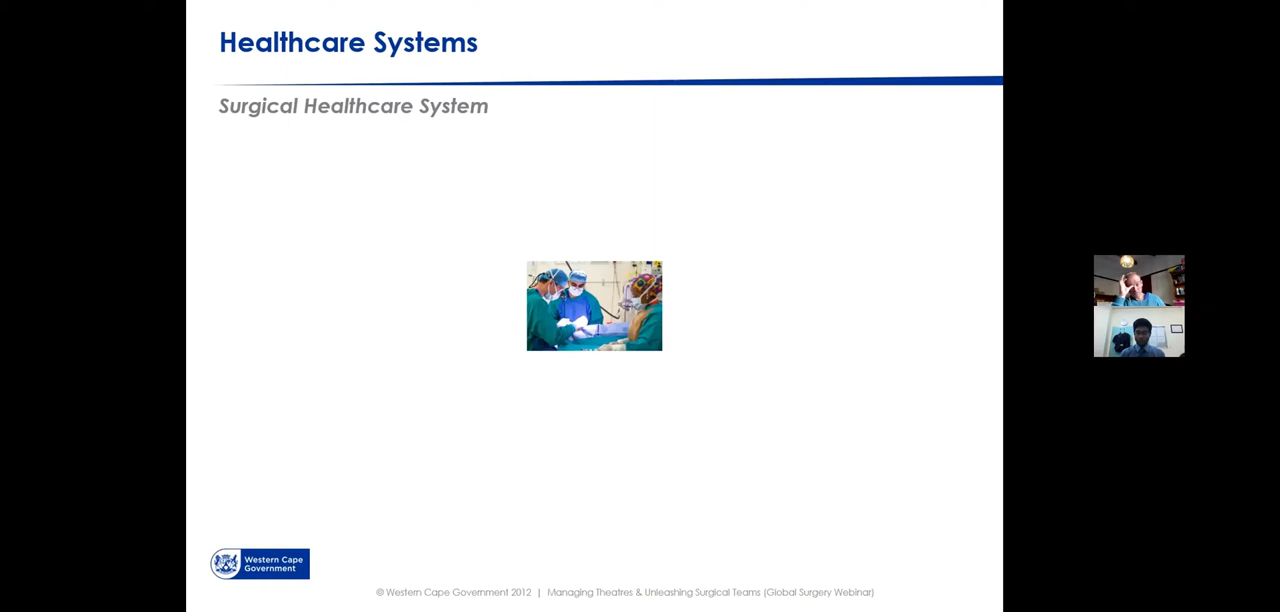 Healthcare Systems
Surgical Healthcare System
Western Cape
Government
© Western Cape Government 2012 | Managing Theatres & Unleashing Surgical Teams (Global Surgery Webinar)